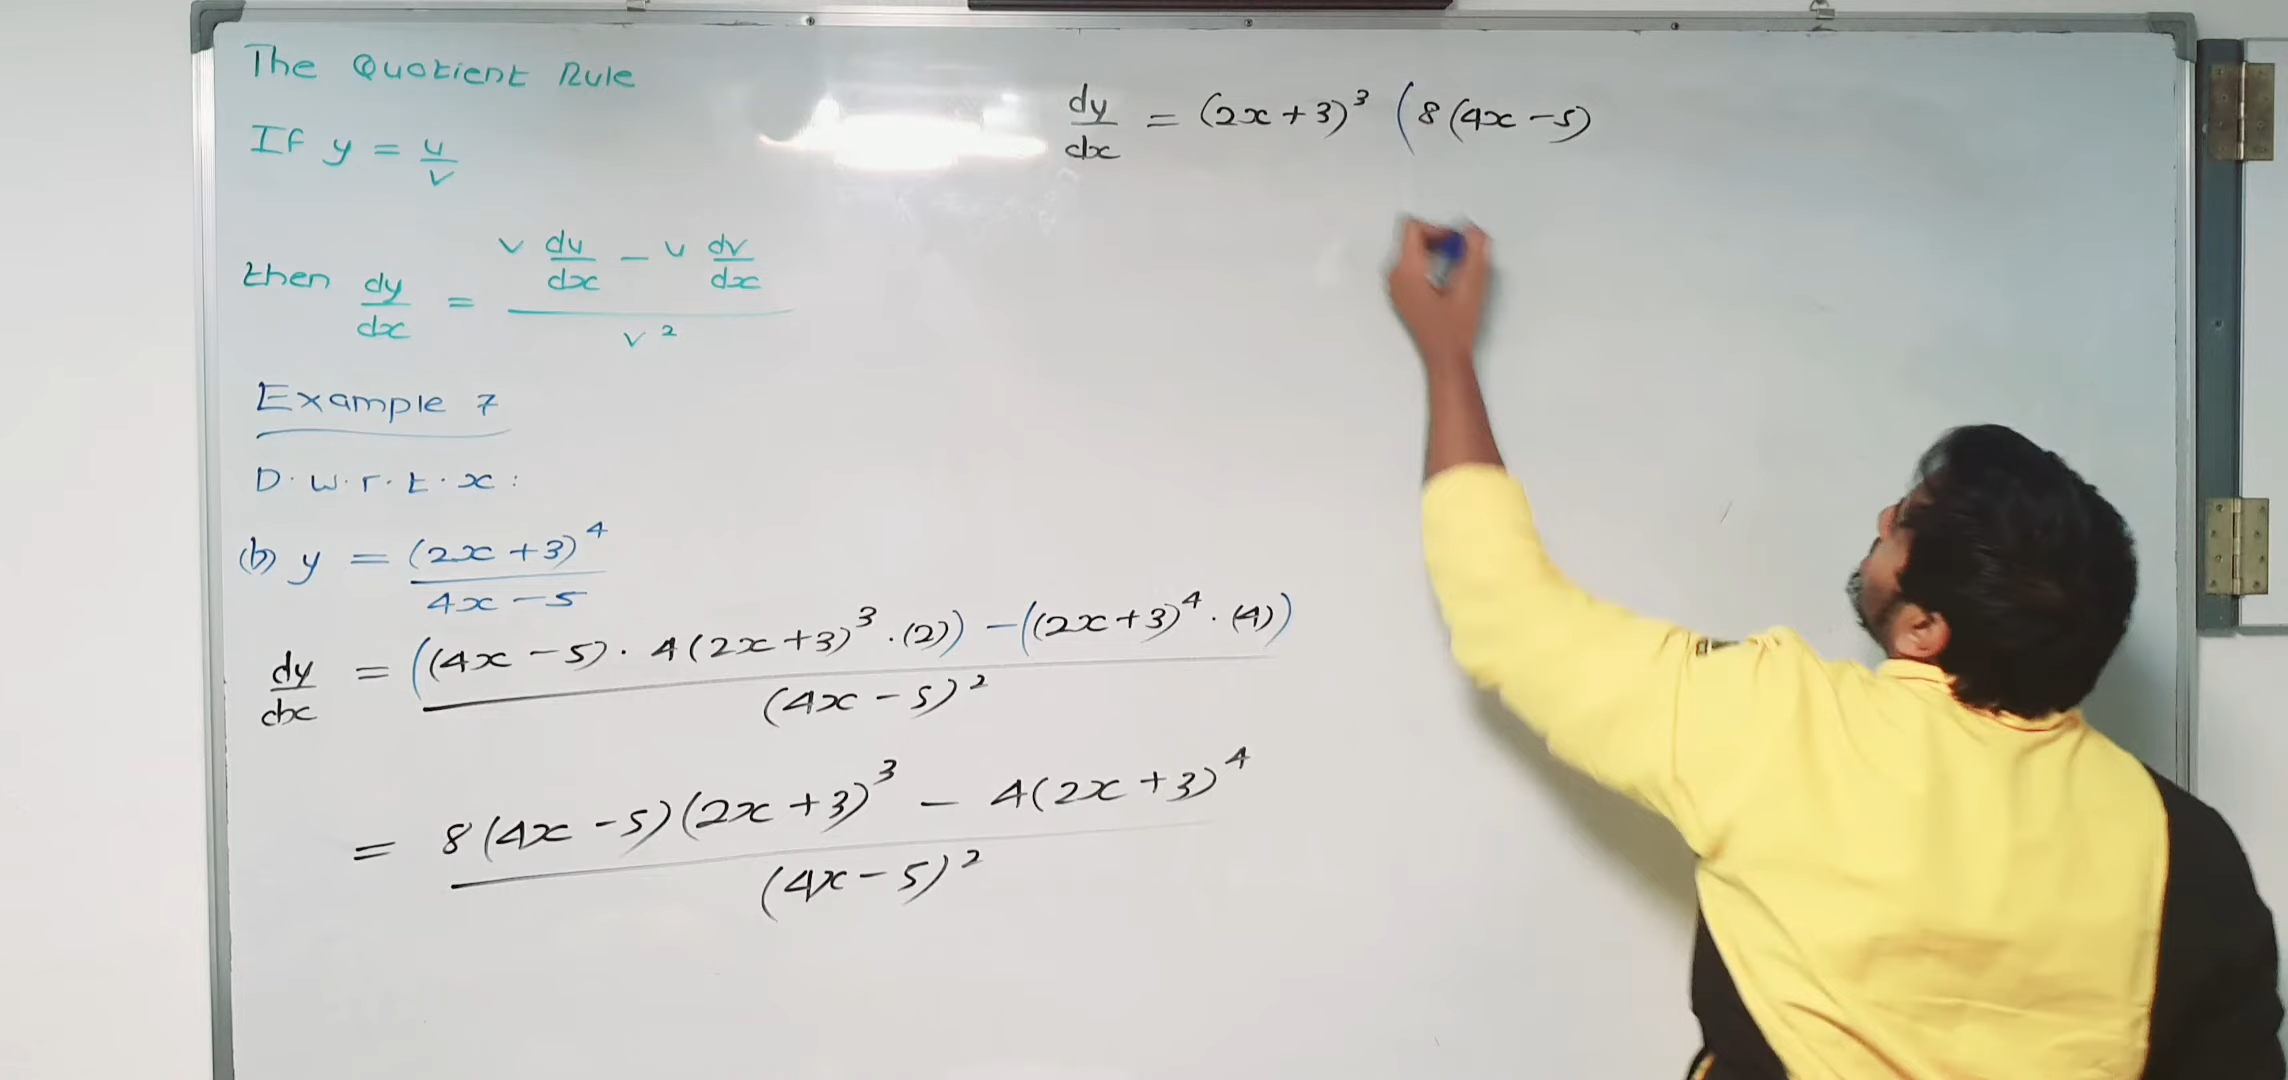 The Quotient Rule
If y = u/v
then dy/dx = (v du/dx − u dv/dx)/v²
Example 7
D.w.r.t.x:
(b) y = (2x+3)⁴/(4x−5)
dy/dx = ((4x−5)·4(2x+3)³·(2))−((2x+3)⁴·(4))/(4x−5)²
= 8(4x−5)(2x+3)³ − 4(2x+3)⁴/(4x−5)²
dy/dx = (2x+3)³ (8(4x−5)